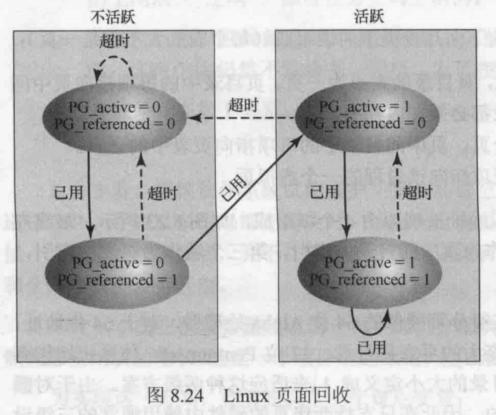 不活跃
活跃
超时
PG_active = 0
PG_referenced = 0
超时
PG_active = 1
PG_referenced = 0
已用
超时
已用
已用
超时
PG_active = 0
PG_referenced = 1
PG_active = 1
PG_referenced = 1
已用
图 8.24 Linux 页面回收